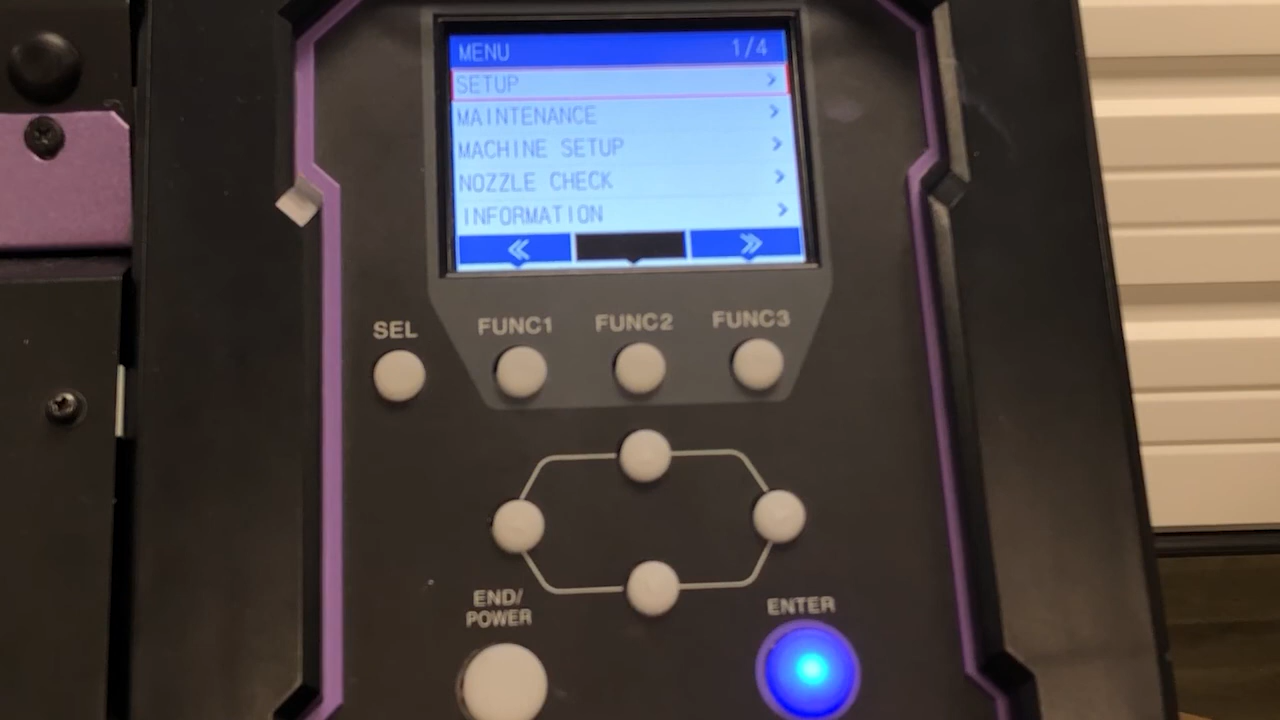 MENU 1/4
SETUP >
MAINTENANCE >
MACHINE SETUP >
NOZZLE CHECK >
INFORMATION >
« »
SEL FUNC1 FUNC2 FUNC3
END/
POWER
ENTER